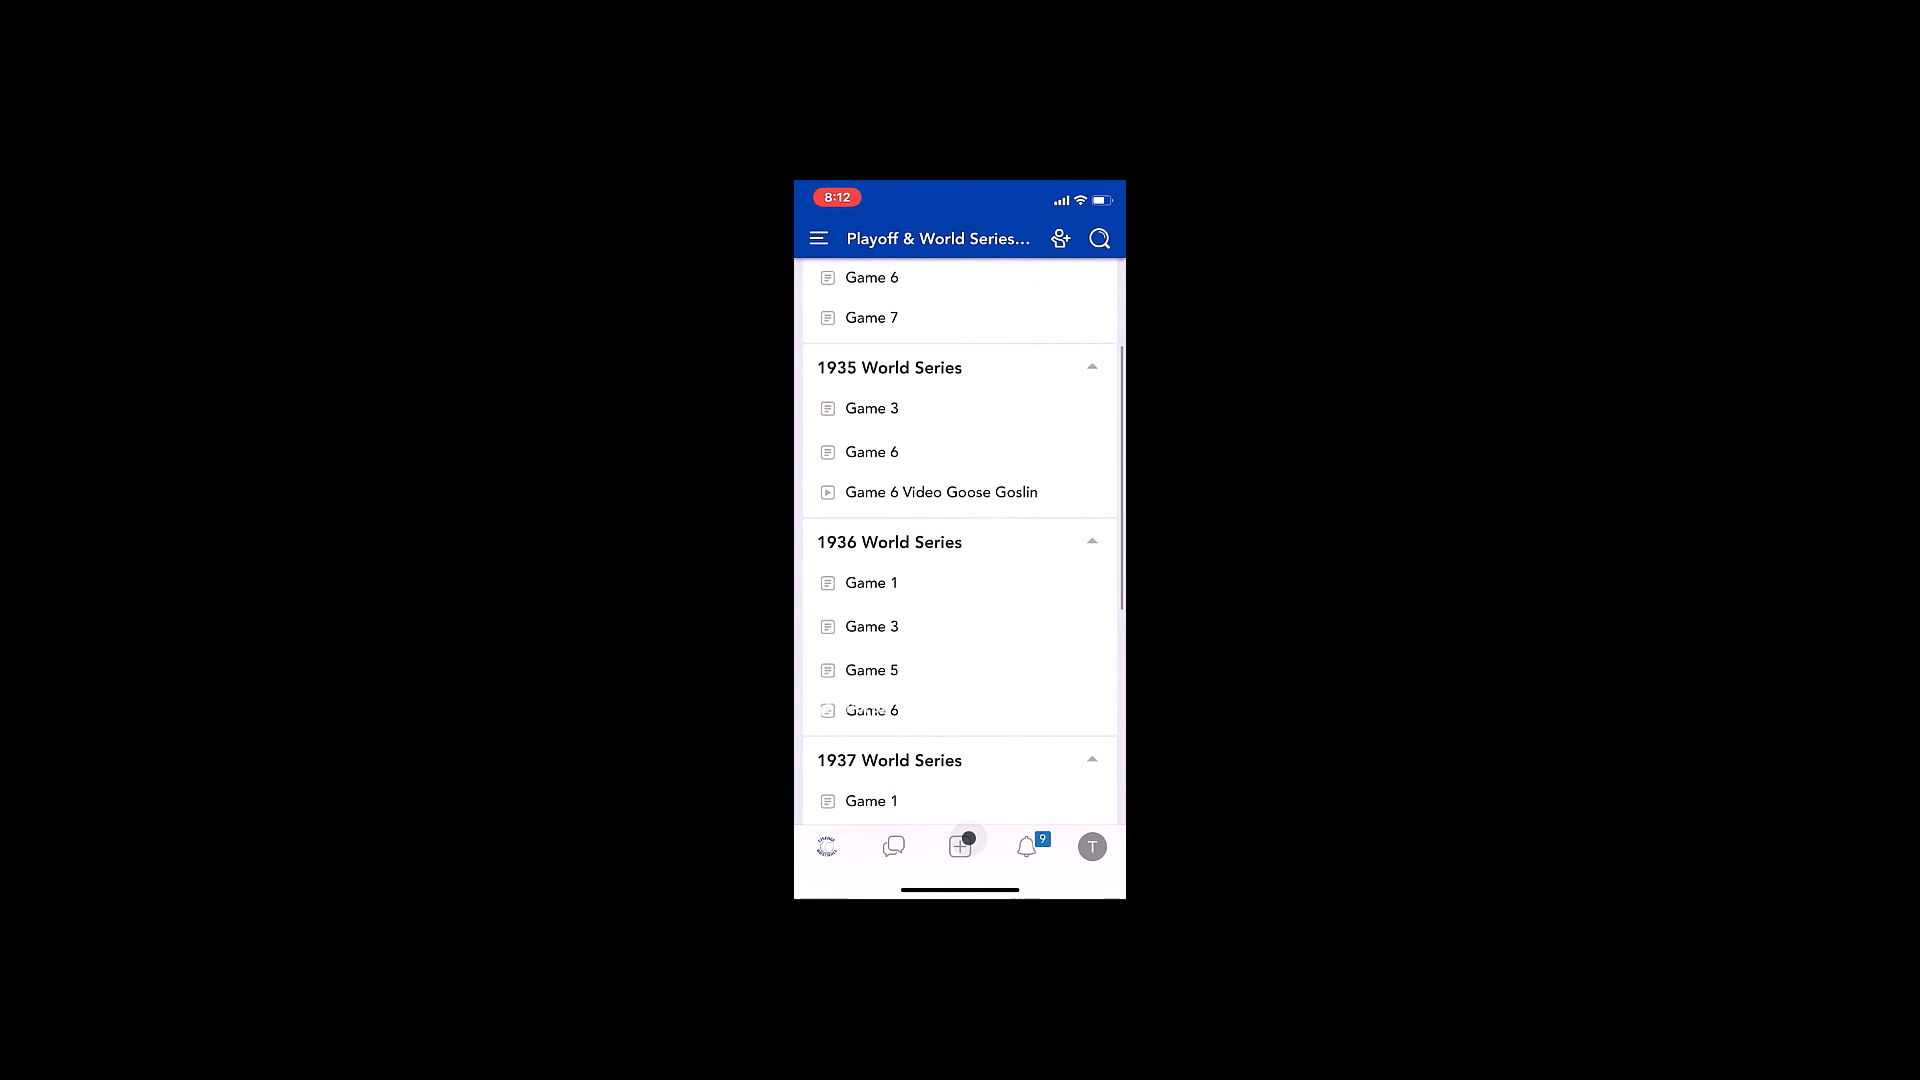 8:12
Playoff & World Series...
Game 6
Game 7
1935 World Series
Game 3
Game 6
Game 6 Video Goose Goslin
1936 World Series
Game 1
Game 3
Game 5
Game 6
1937 World Series
Game 1
9
T